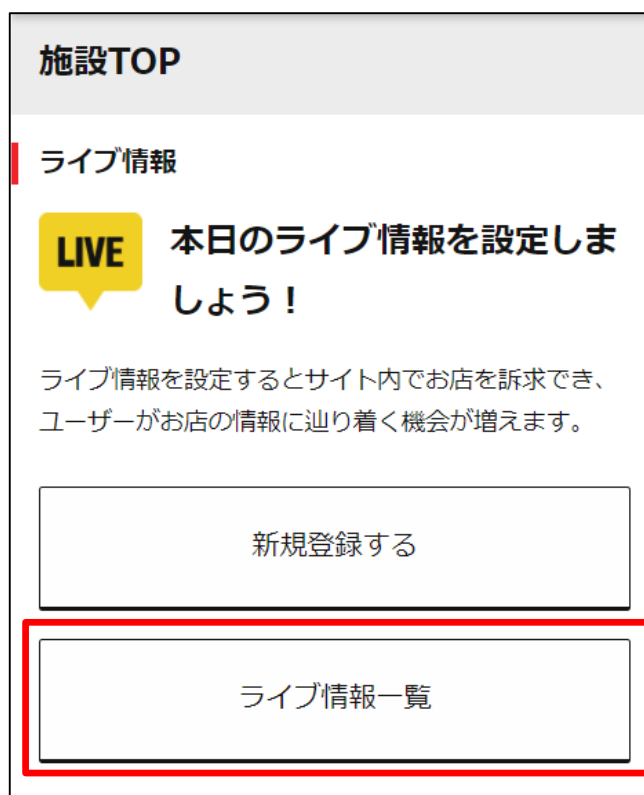 施設TOP
ライブ情報
LIVE
本日のライブ情報を設定しま
しょう！
ライブ情報を設定するとサイト内でお店を訴求でき、
ユーザーがお店の情報に辿り着く機会が増えます。
新規登録する
ライブ情報一覧